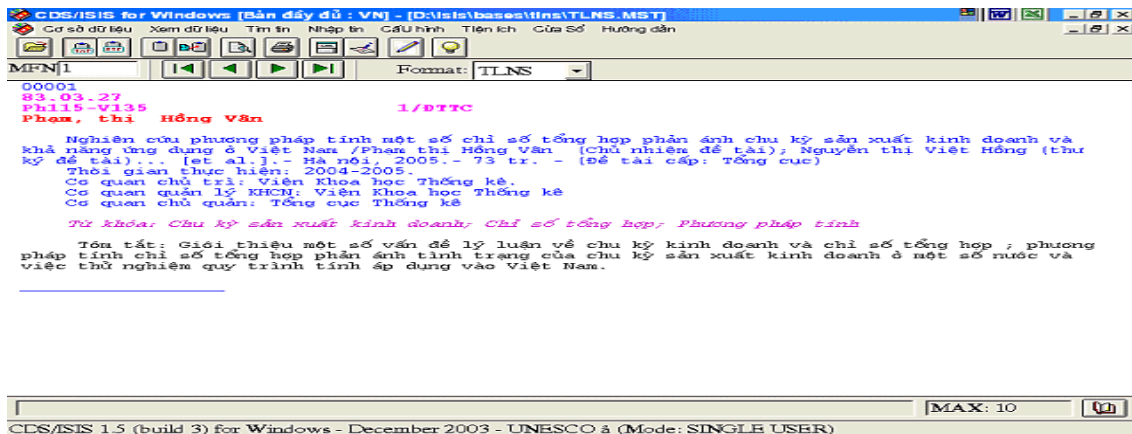 CDS/ISIS for Windows [Bản đầy đủ : VN] - [D:\Isis\bases\tlns\TLNS.MST]
Cơ sở dữ liệu Xem dữ liệu Tìm tin Nhập tin Cấu hình Tiện ích Cửa Sổ Hướng dẫn
MFN 1 Format: TLNS
00001
83.03.27
Ph115-V135 1/ĐTTC
Phạm, thị Hồng Vân
Nghiên cứu phương pháp tính một số chỉ số tổng hợp phản ánh chu kỳ sản xuất kinh doanh và
khả năng ứng dụng ở Việt Nam /Phạm thị Hồng Vân (Chủ nhiệm đề tài); Nguyễn thị Việt Hồng (thư
ký đề tài)... [et al.].- Hà nội, 2005.- 73 tr. - (Đề tài cấp: Tổng cục)
Thời gian thực hiện: 2004-2005.
Cơ quan chủ trì: Viện Khoa học Thống kê.
Cơ quan quản lý KHCN: Viện Khoa học Thống kê
Cơ quan chủ quản: Tổng cục Thống kê
Từ khóa: Chu kỳ sản xuất kinh doanh; Chỉ số tổng hợp; Phương pháp tính
Tóm tắt: Giới thiệu một số vấn đề lý luận về chu kỳ kinh doanh và chỉ số tổng hợp ; phương
pháp tính chỉ số tổng hợp phản ánh tình trạng của chu kỳ sản xuất kinh doanh ở một số nước và
việc thử nghiệm quy trình tính áp dụng vào Việt Nam.
MAX: 10
CDS/ISIS 1.5 (build 3) for Windows - December 2003 - UNESCO â (Mode: SINGLE USER)